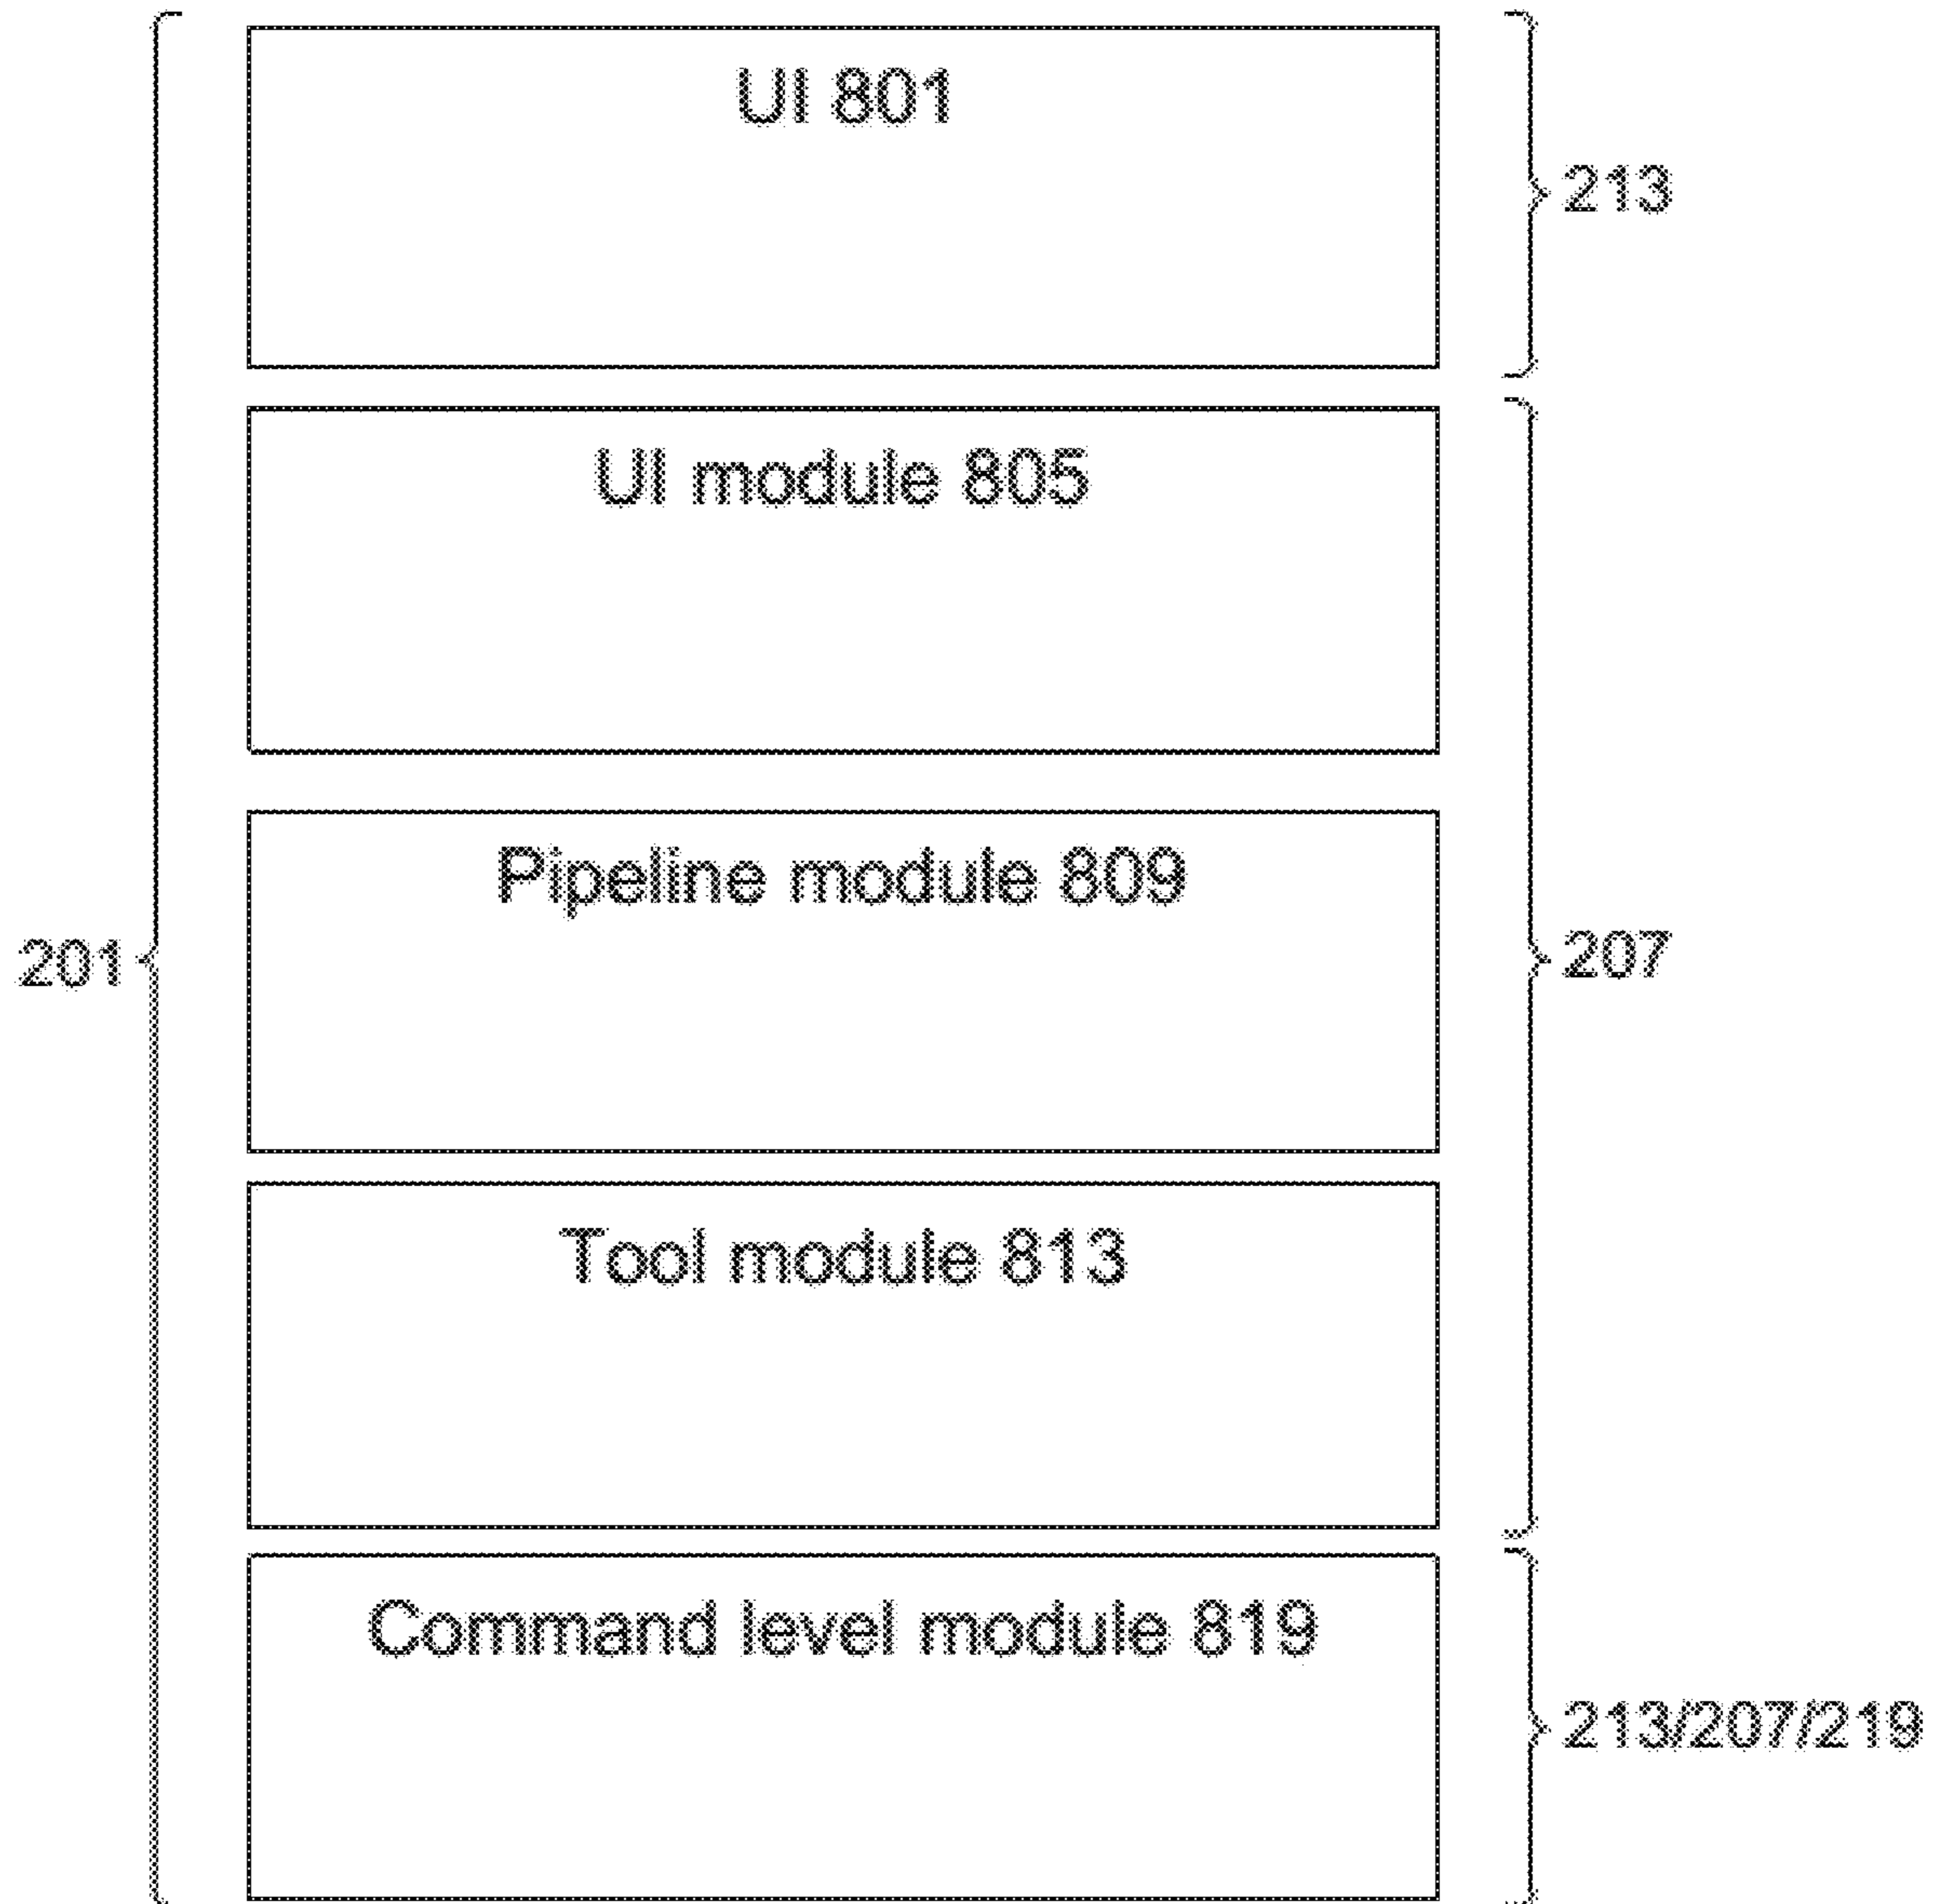 UI 801
213
UI module 805
Pipeline module 809
201
207
Tool module 813
Command level module 819
213/207/219